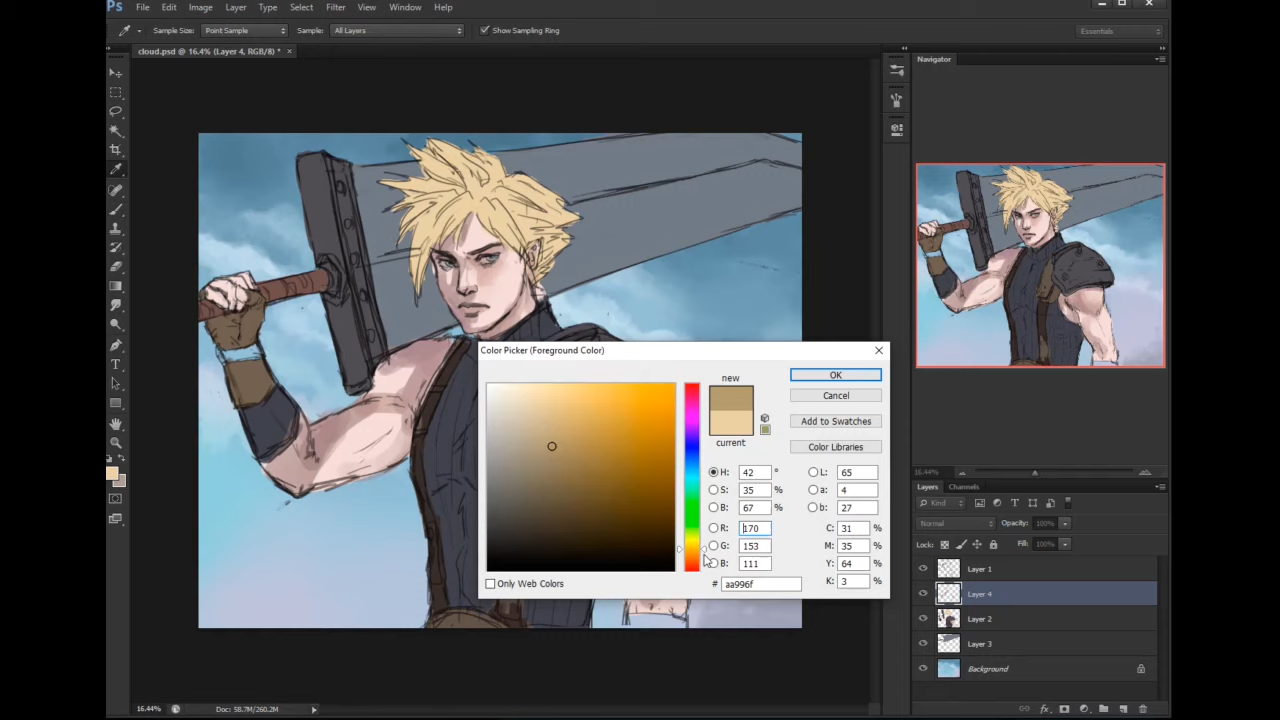 Ps File Edit Image Layer Type Select Filter View Window Help
Sample Size: Point Sample Sample: All Layers Show Sampling Ring Essentials
cloud.psd @ 16.4% (Layer 4, RGB/8) * ×
Navigator
Color Picker (Foreground Color)
new
OK
Cancel
Add to Swatches
current
Color Libraries
H: 42 ° L: 65
S: 35 % a: 4
B: 67 % b: 27
R: 170 C: 31 %
G: 153 M: 35 %
B: 111 Y: 64 %
# aa996f K: 3 %
Only Web Colors
16.44%
Layers Channels
Kind
Normal Opacity: 100%
Lock: Fill: 100%
Layer 1
Layer 4
Layer 2
Layer 3
Background
16.44% Doc: 58.7M/260.2M